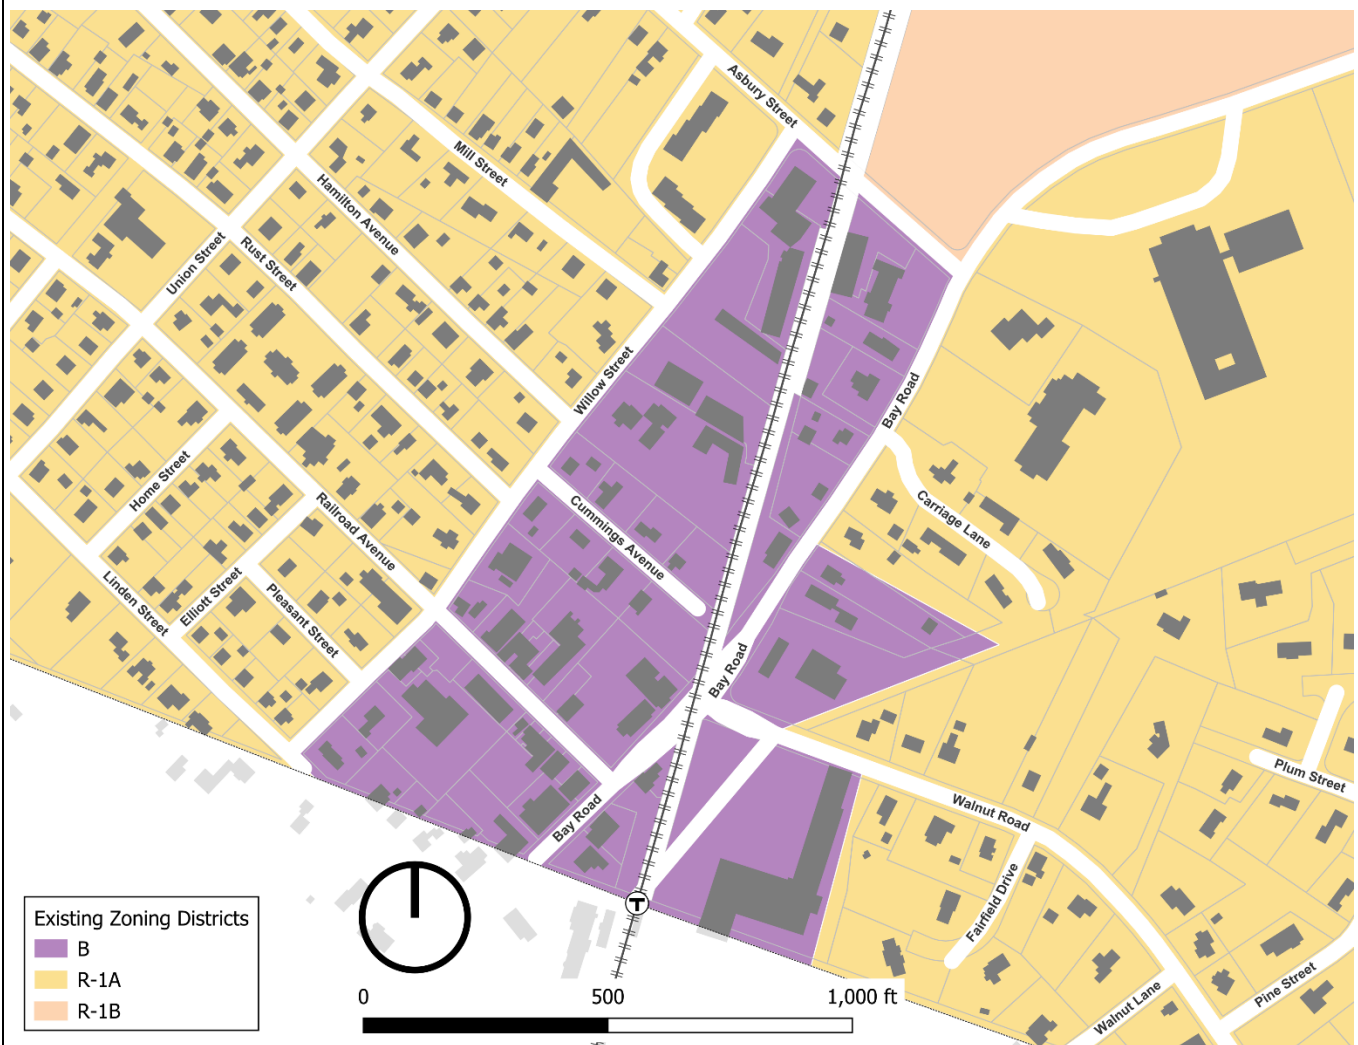 Asbury Street
Mill Street
Hamilton Avenue
Union Street
Rust Street
Willow Street
Bay Road
Home Street
Railroad Avenue
Cummings Avenue
Carriage Lane
Linden Street
Elliott Street
Pleasant Street
Bay Road
Plum Street
Bay Road
Walnut Road
Fairfield Drive
T
Pine Street
Walnut Lane
Existing Zoning Districts
B
R-1A
R-1B
0 500 1,000 ft